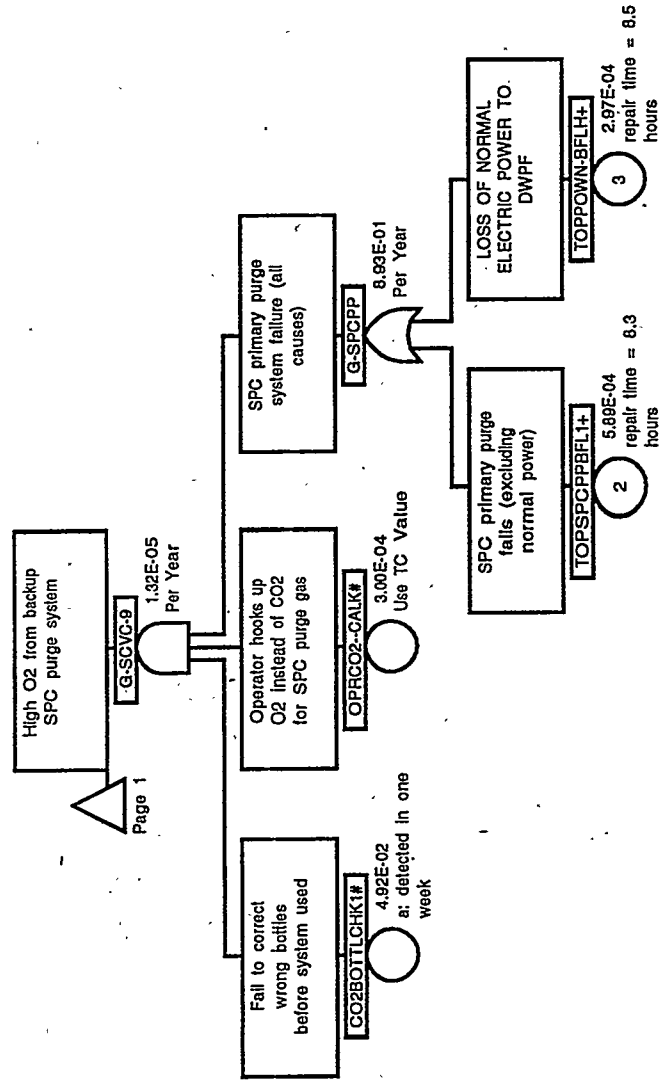 High O2 from backup
SPC purge system
G-SCVC-9
1.32E-05
Per Year
Page 1
Fail to correct
wrong bottles
before system used
CO2BOTTLCHK1#
4.92E-02
a: detected in one
week
Operator hooks up
O2 instead of CO2
for SPC purge gas
OPRCO2--CALK#
3.00E-04
Use TC Value
SPC primary purge
system failure (all
causes)
G-SPCPP
8.93E-01
Per Year
SPC primary purge
fails (excluding
normal power)
TOPSPCPPBFL1+
2
5.89E-04
repair time = 8.3
hours
LOSS OF NORMAL
ELECTRIC POWER TO
DWPF
TOPPOWN-BFLH+
3
2.97E-04
repair time = 8.5
hours